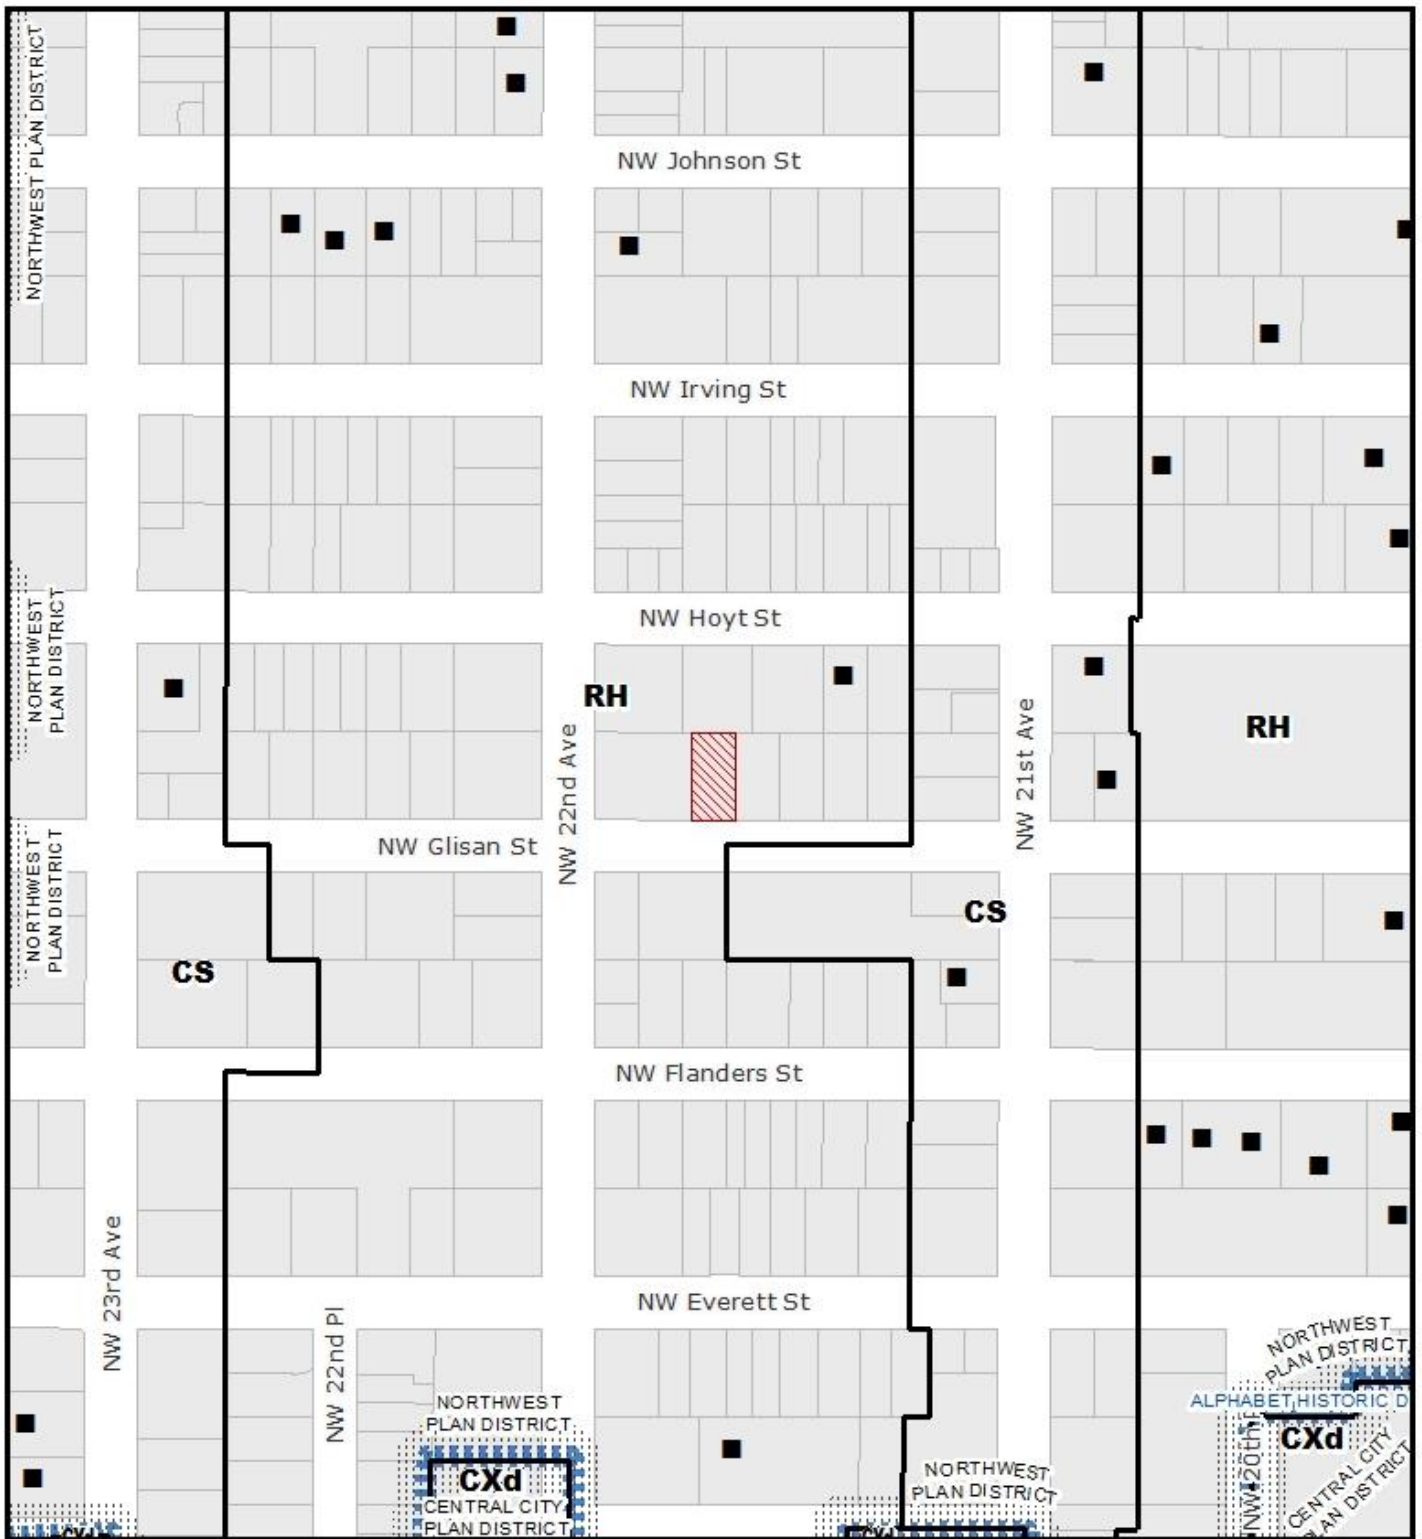 NORTHWEST PLAN DISTRICT
NW Johnson St
NW Irving St
NW Hoyt St
NORTHWEST
PLAN DISTRICT
RH
RH
NW 22nd Ave
NW 21st Ave
NW Glisan St
NORTHWEST
PLAN DISTRICT
CS
CS
NW Flanders St
NW 23rd Ave
NW Everett St
NW 22nd Pl
NORTHWEST
PLAN DISTRICT
ALPHABET HISTORIC D
NORTHWEST
PLAN DISTRICT
CXd
CENTRAL CITY
PLAN DISTRICT
NORTHWEST
PLAN DISTRICT
CXd
NW 20th
CENTRAL CITY
PLAN DISTRICT